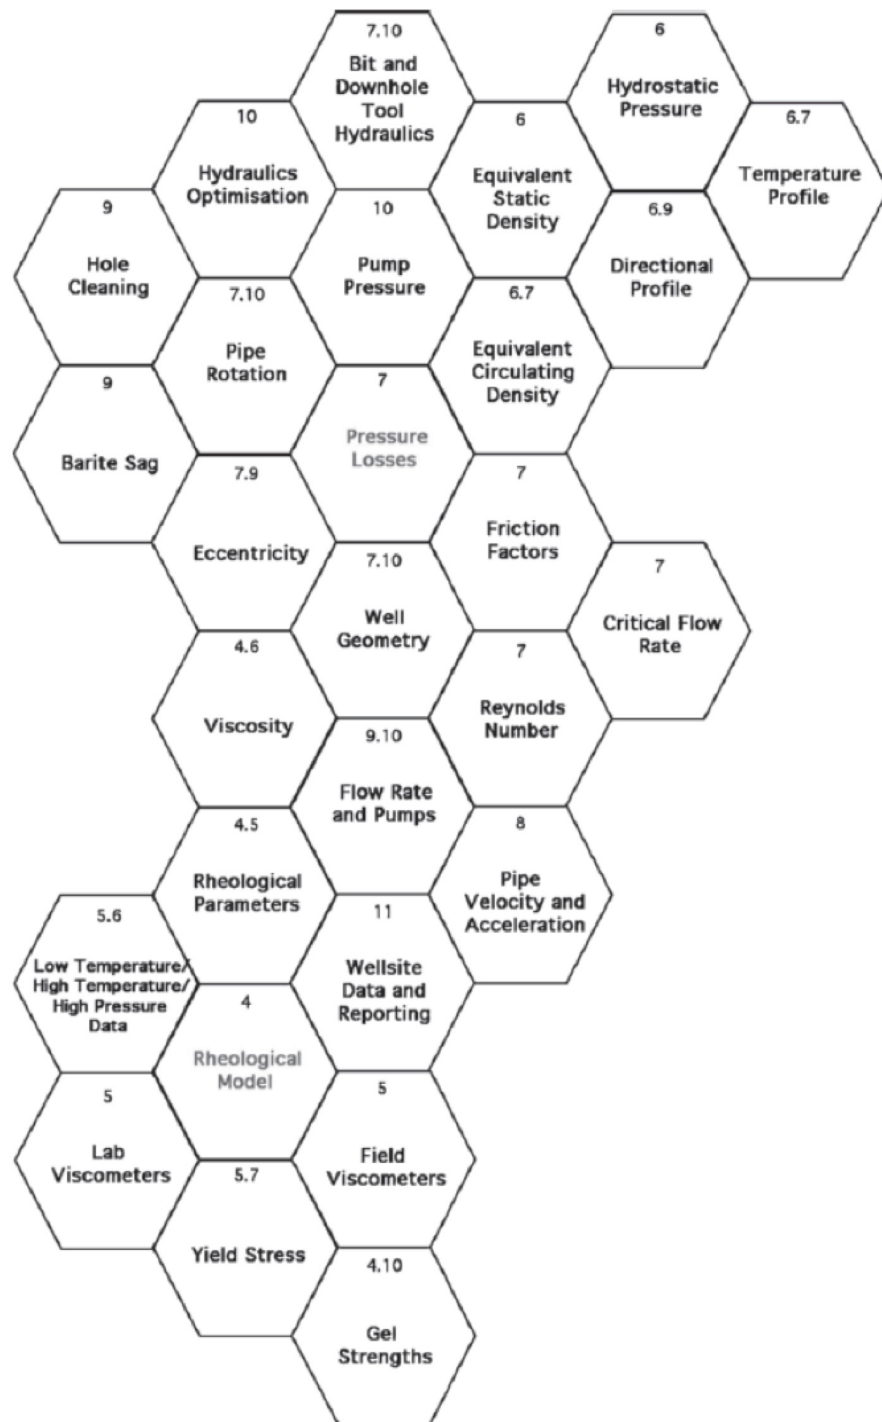 7.10
Bit and
Downhole
Tool
Hydraulics
6
Hydrostatic
Pressure
10
Hydraulics
Optimisation
6
Equivalent
Static
Density
6.7
Temperature
Profile
9
Hole
Cleaning
10
Pump
Pressure
6.9
Directional
Profile
7.10
Pipe
Rotation
6.7
Equivalent
Circulating
Density
9
Barite Sag
7
Pressure
Losses
7.9
Eccentricity
7
Friction
Factors
7.10
Well
Geometry
7
Critical Flow
Rate
4.6
Viscosity
7
Reynolds
Number
9.10
Flow Rate
and Pumps
4.5
Rheological
Parameters
8
Pipe
Velocity and
Acceleration
5.6
Low Temperature/
High Temperature/
High Pressure
Data
11
Wellsite
Data and
Reporting
4
Rheological
Model
5
Lab
Viscometers
5
Field
Viscometers
5.7
Yield Stress
4.10
Gel
Strengths